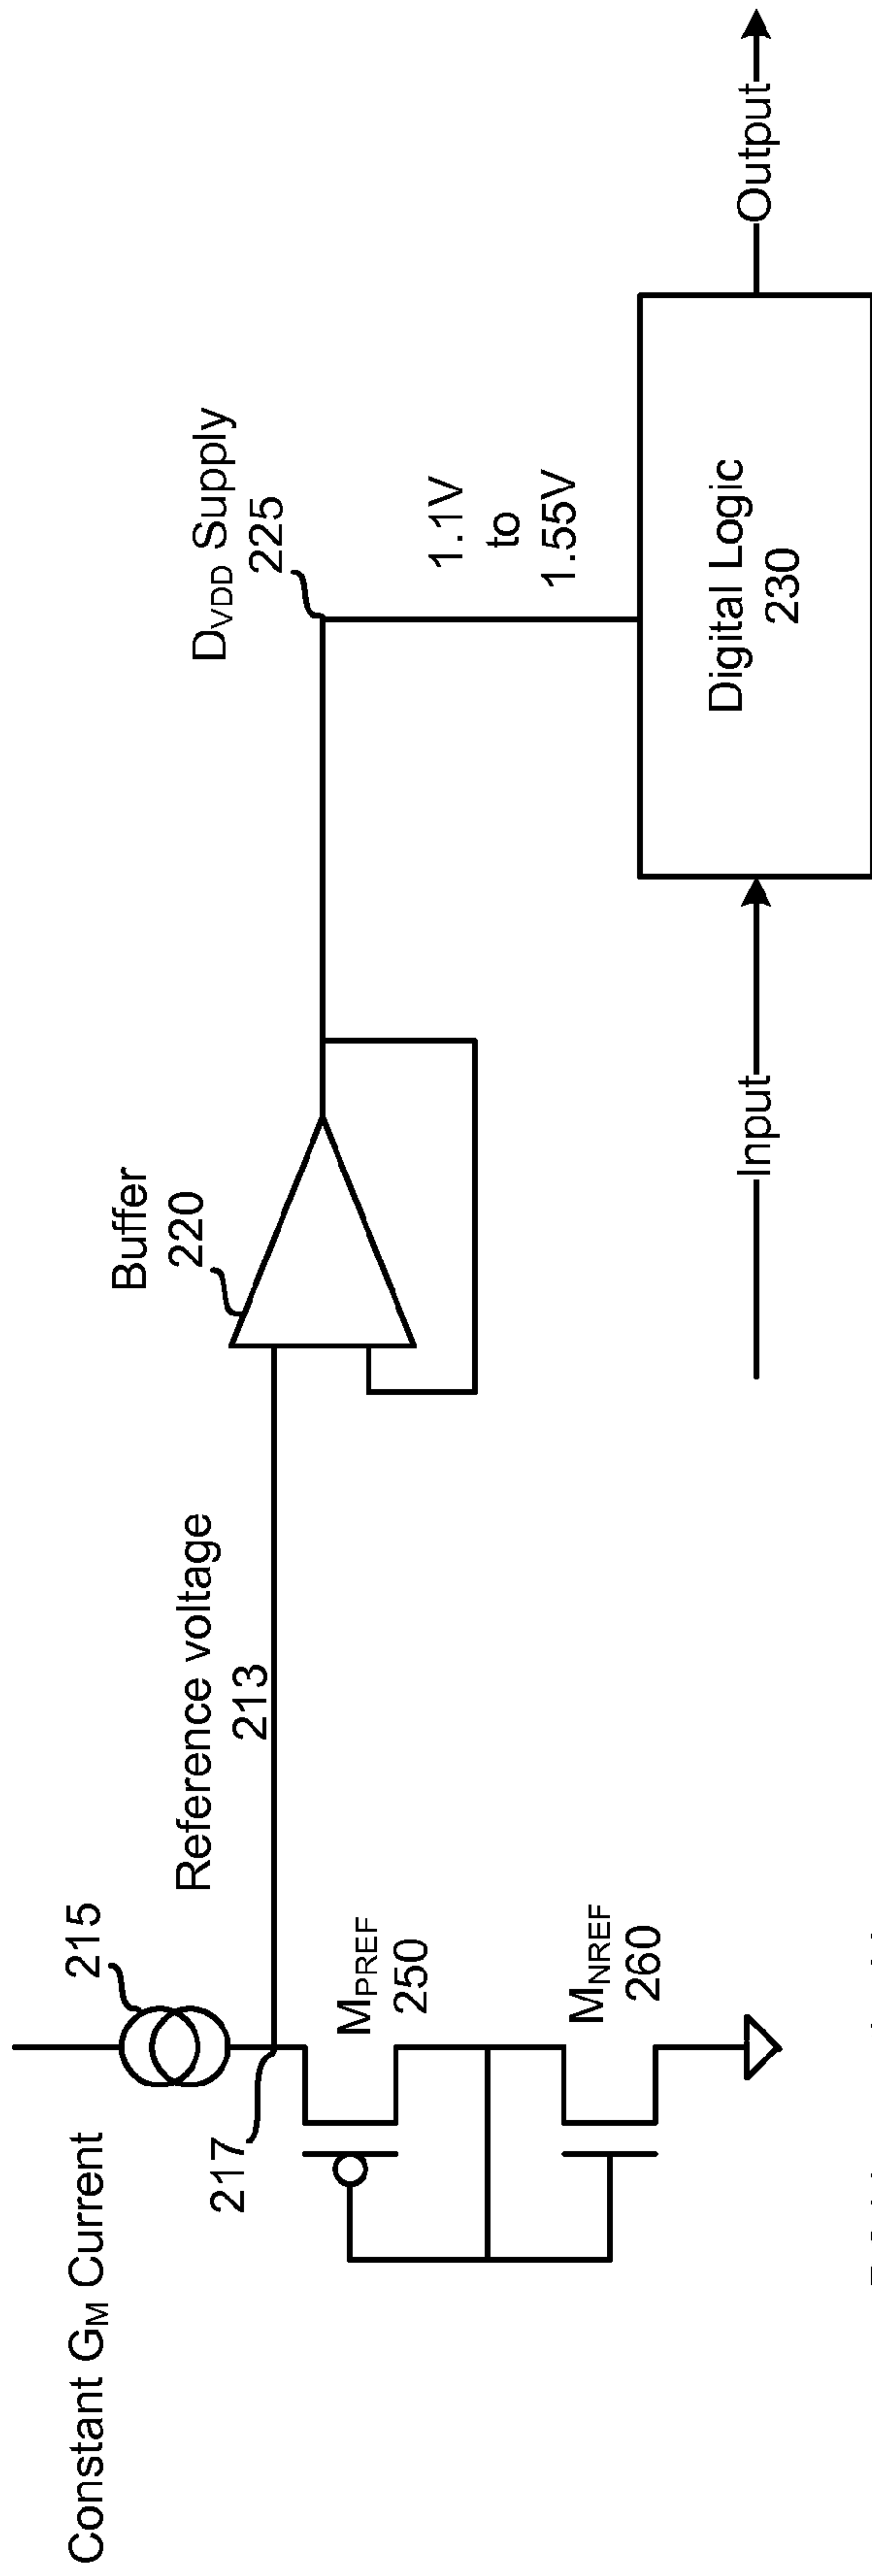 Constant GM Current
215
217
Reference voltage
213
MPREF
250
MNREF
260
Buffer
220
DVDD Supply
225
1.1V
to
1.55V
Digital Logic
230
Input
Output